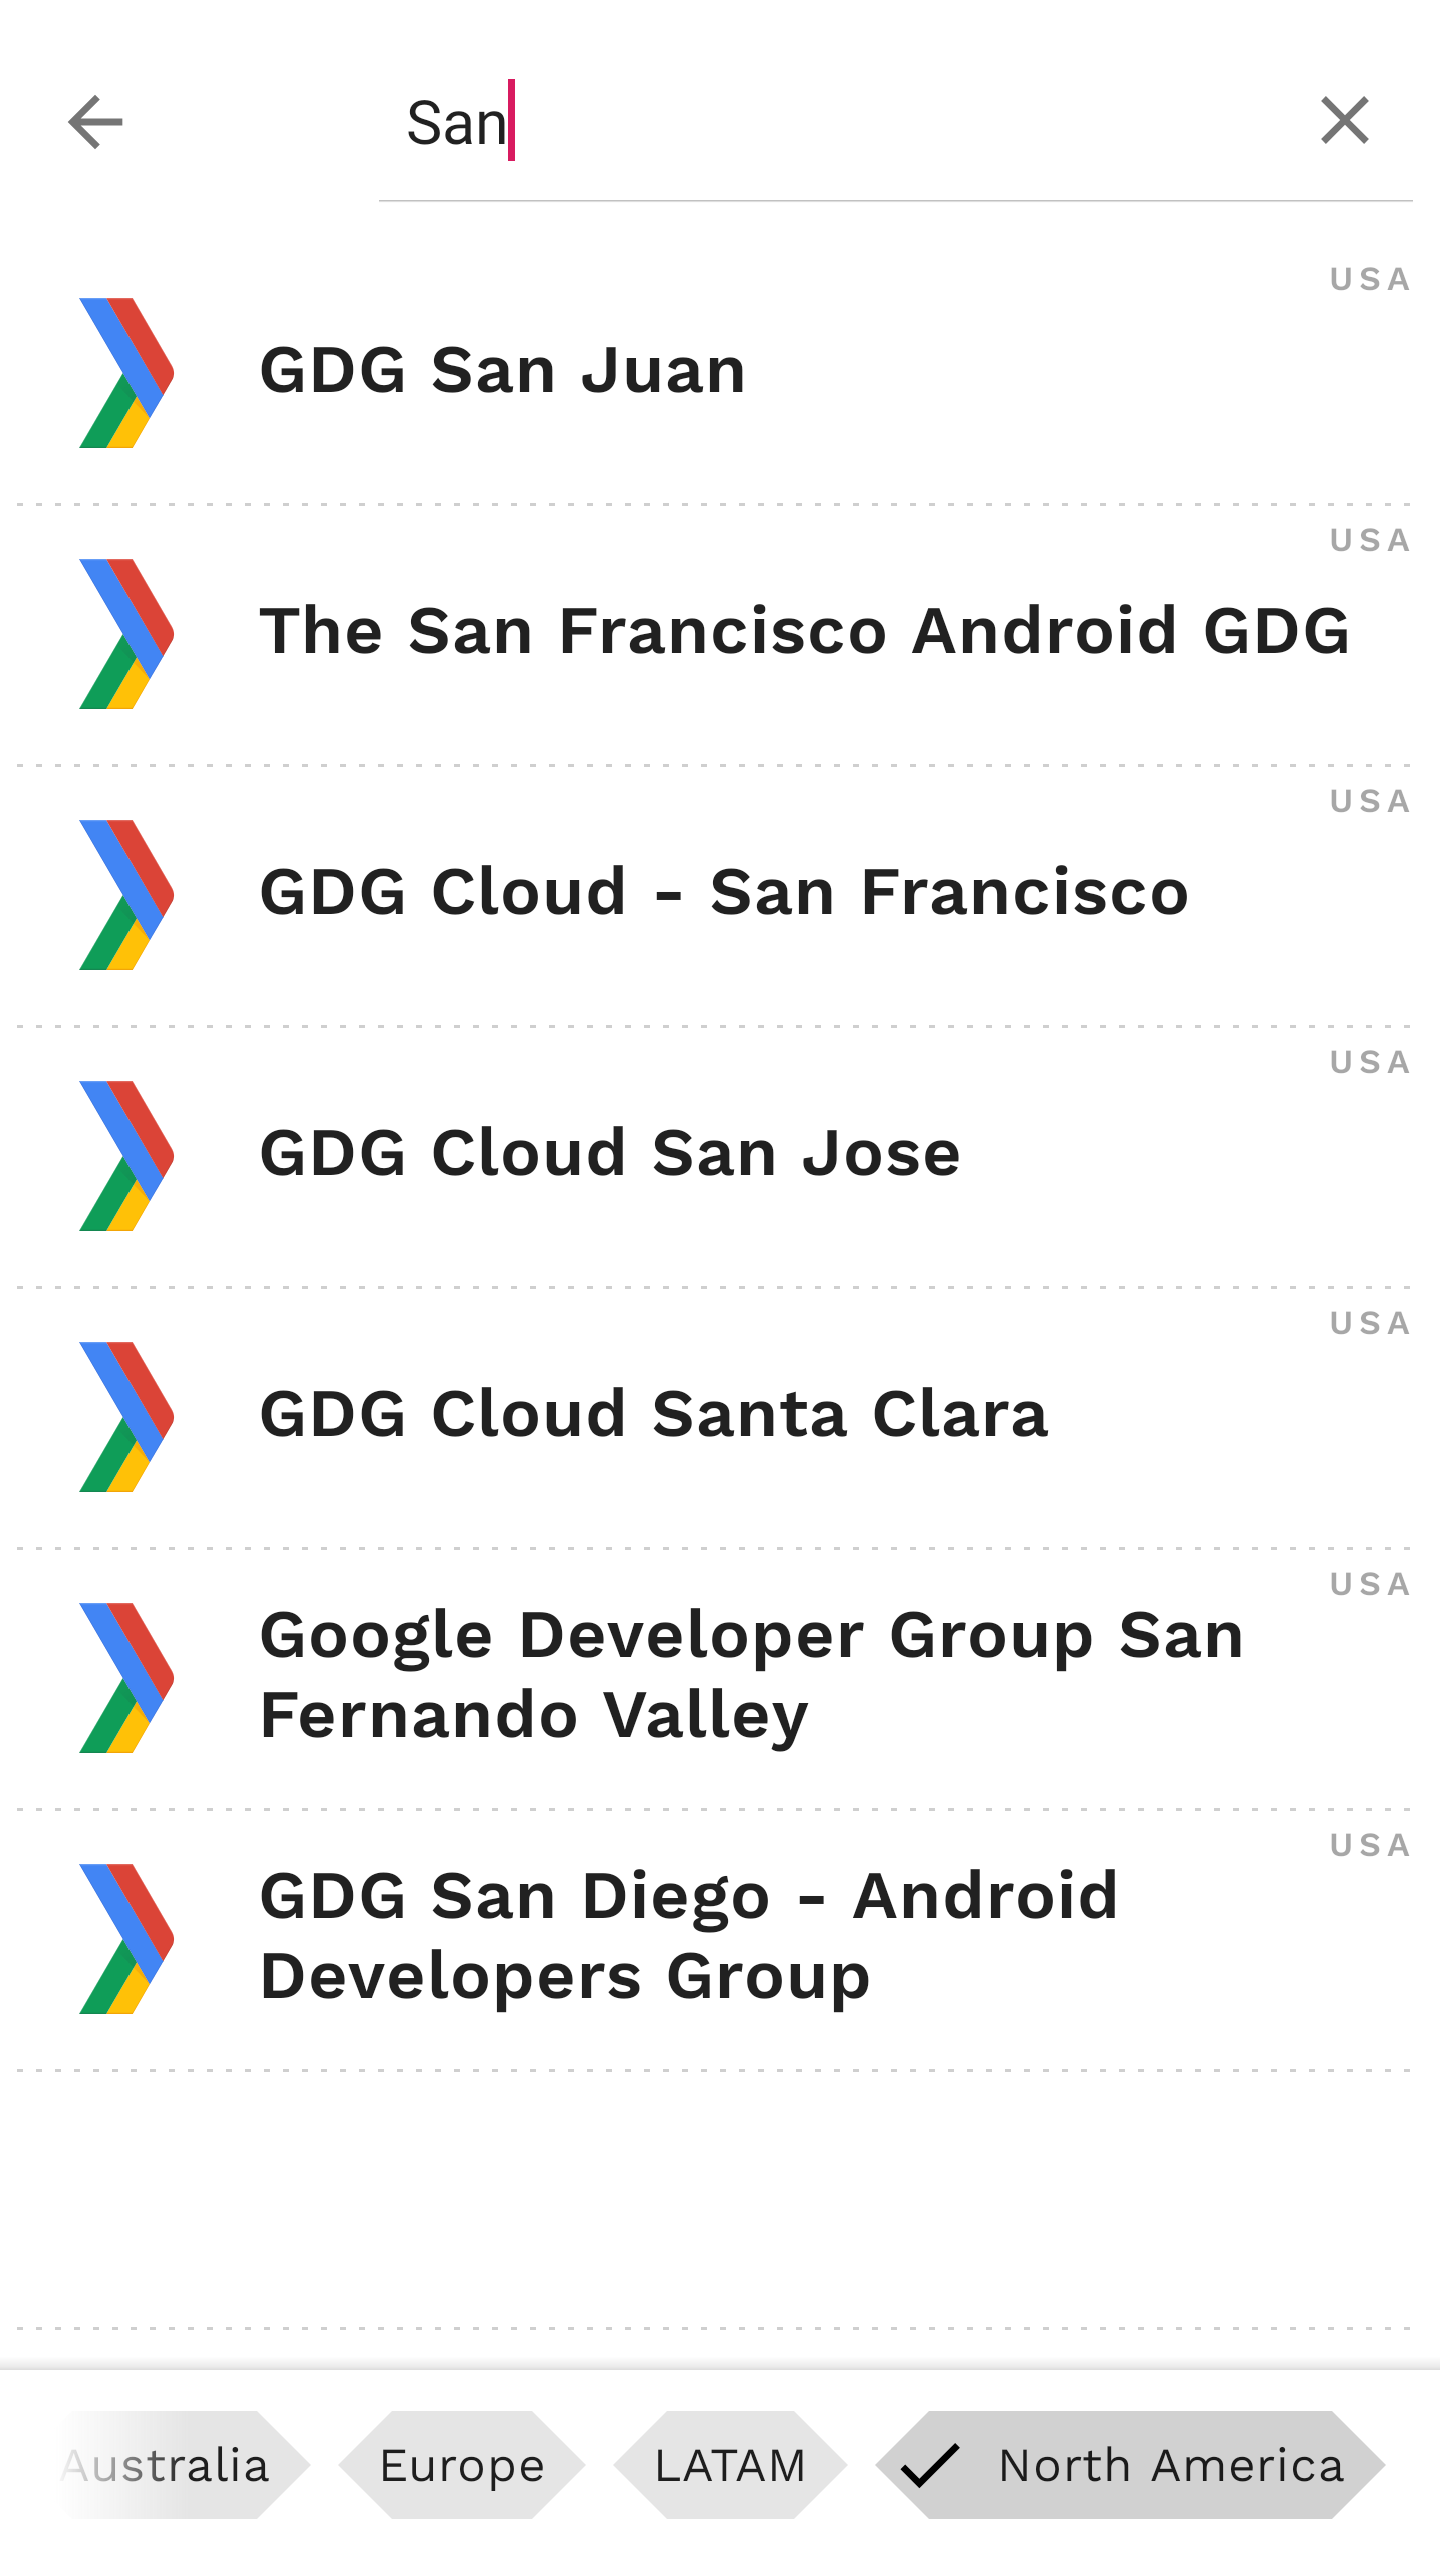 San
USA
GDG San Juan
USA
The San Francisco Android GDG
USA
GDG Cloud - San Francisco
USA
GDG Cloud San Jose
USA
GDG Cloud Santa Clara
USA
Google Developer Group San
Fernando Valley
USA
GDG San Diego - Android
Developers Group
Australia
Europe
LATAM
North America